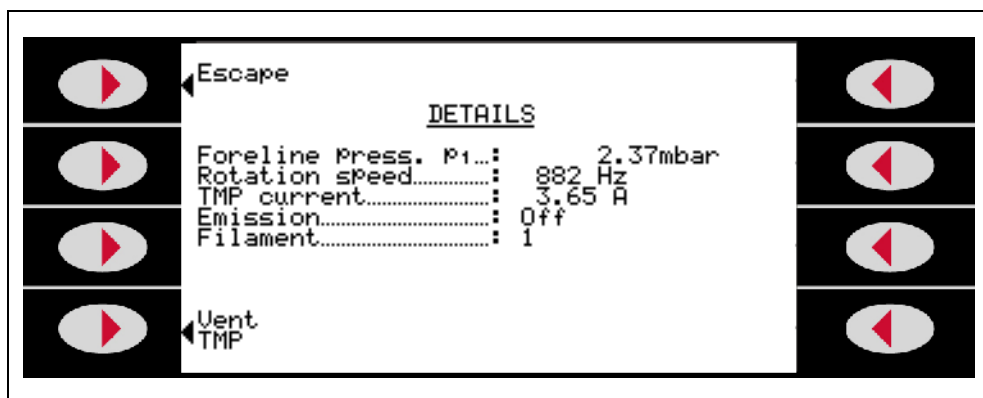 Escape
DETAILS
Foreline Press. P1…: 2.37mbar
Rotation speed……………: 882 Hz
TMP current………………………: 3.65 A
Emission…………………………………: Off
Filament…………………………………: 1
Vent
TMP